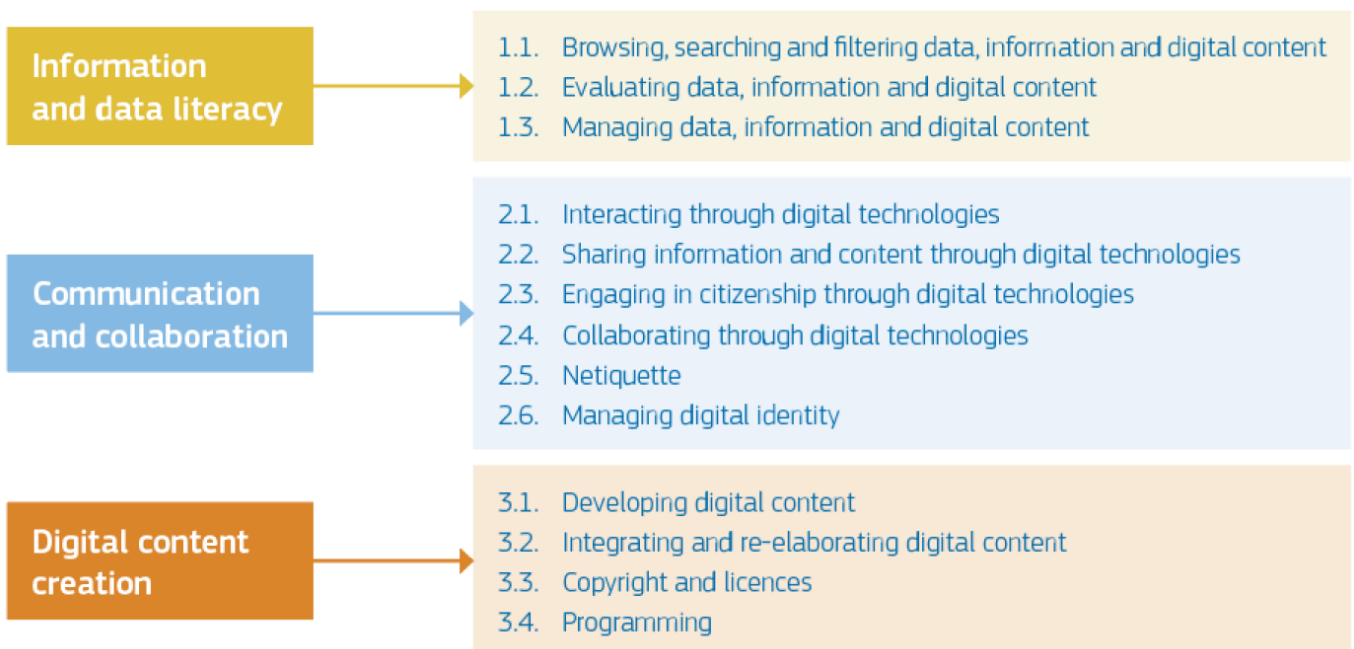 Information
and data literacy
1.1. Browsing, searching and filtering data, information and digital content
1.2. Evaluating data, information and digital content
1.3. Managing data, information and digital content
Communication
and collaboration
2.1. Interacting through digital technologies
2.2. Sharing information and content through digital technologies
2.3. Engaging in citizenship through digital technologies
2.4. Collaborating through digital technologies
2.5. Netiquette
2.6. Managing digital identity
Digital content
creation
3.1. Developing digital content
3.2. Integrating and re-elaborating digital content
3.3. Copyright and licences
3.4. Programming